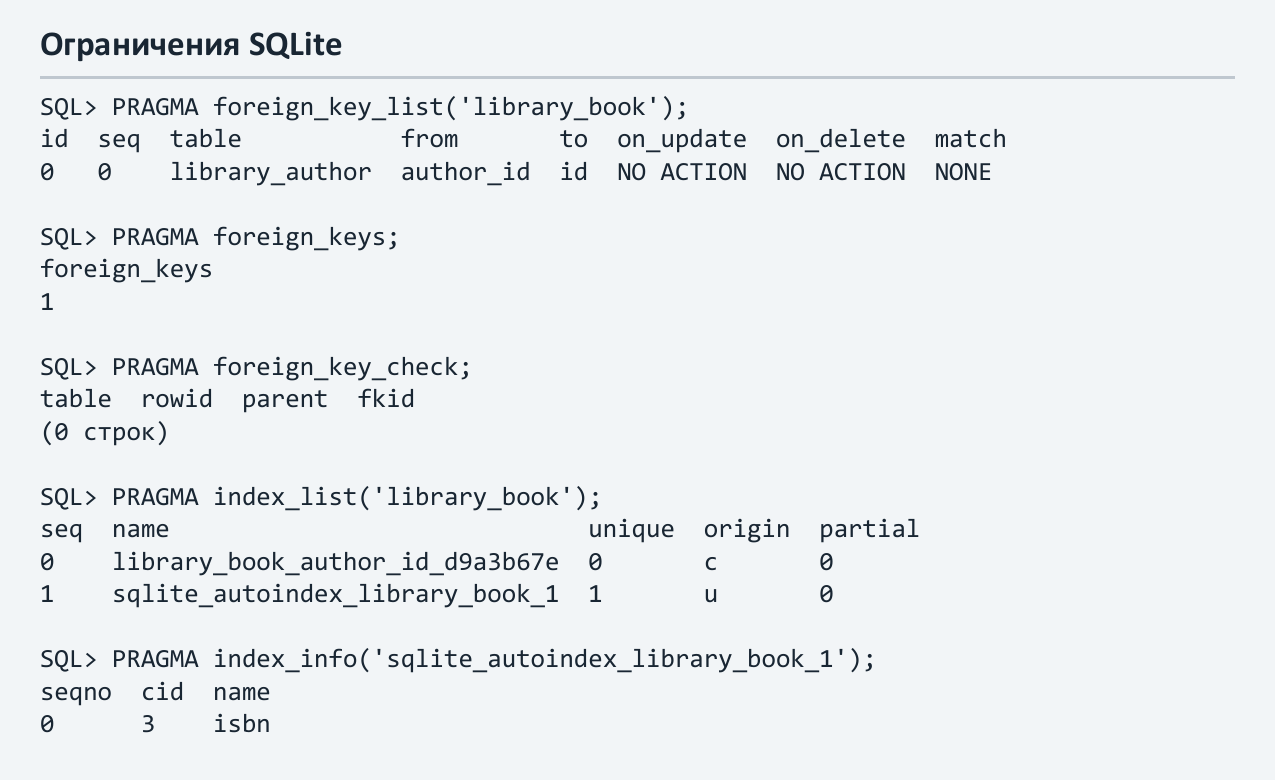 Ограничения SQLite
SQL> PRAGMA foreign_key_list('library_book');
id  seq  table           from       to  on_update  on_delete  match
0   0    library_author  author_id  id  NO ACTION  NO ACTION  NONE
SQL> PRAGMA foreign_keys;
foreign_keys
1
SQL> PRAGMA foreign_key_check;
table  rowid  parent  fkid
(0 строк)
SQL> PRAGMA index_list('library_book');
seq  name                             unique  origin  partial
0    library_book_author_id_d9a3b67e  0       c       0
1    sqlite_autoindex_library_book_1  1       u       0
SQL> PRAGMA index_info('sqlite_autoindex_library_book_1');
seqno  cid  name
0      3    isbn